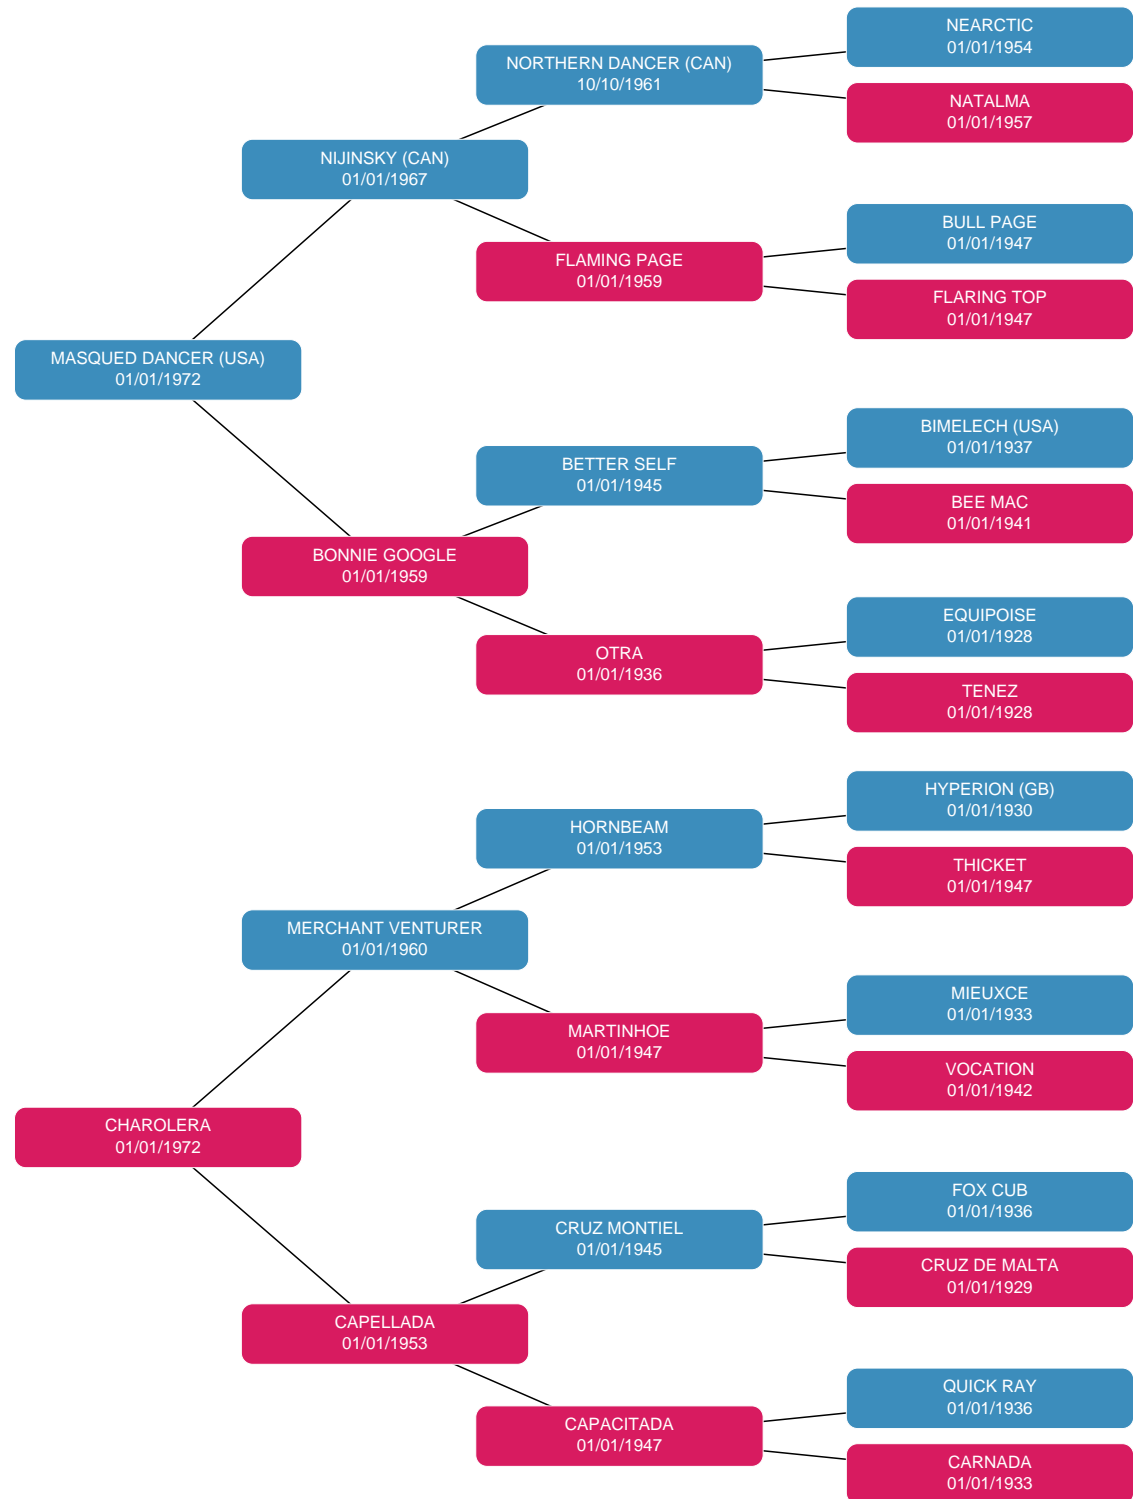 NEARCTIC
01/01/1954
NORTHERN DANCER (CAN)
10/10/1961
NATALMA
01/01/1957
NIJINSKY (CAN)
01/01/1967
BULL PAGE
01/01/1947
FLAMING PAGE
01/01/1959
FLARING TOP
01/01/1947
MASQUED DANCER (USA)
01/01/1972
BIMELECH (USA)
01/01/1937
BETTER SELF
01/01/1945
BEE MAC
01/01/1941
BONNIE GOOGLE
01/01/1959
EQUIPOISE
01/01/1928
OTRA
01/01/1936
TENEZ
01/01/1928
HYPERION (GB)
01/01/1930
HORNBEAM
01/01/1953
THICKET
01/01/1947
MERCHANT VENTURER
01/01/1960
MIEUXCE
01/01/1933
MARTINHOE
01/01/1947
VOCATION
01/01/1942
CHAROLERA
01/01/1972
FOX CUB
01/01/1936
CRUZ MONTIEL
01/01/1945
CRUZ DE MALTA
01/01/1929
CAPELLADA
01/01/1953
QUICK RAY
01/01/1936
CAPACITADA
01/01/1947
CARNADA
01/01/1933